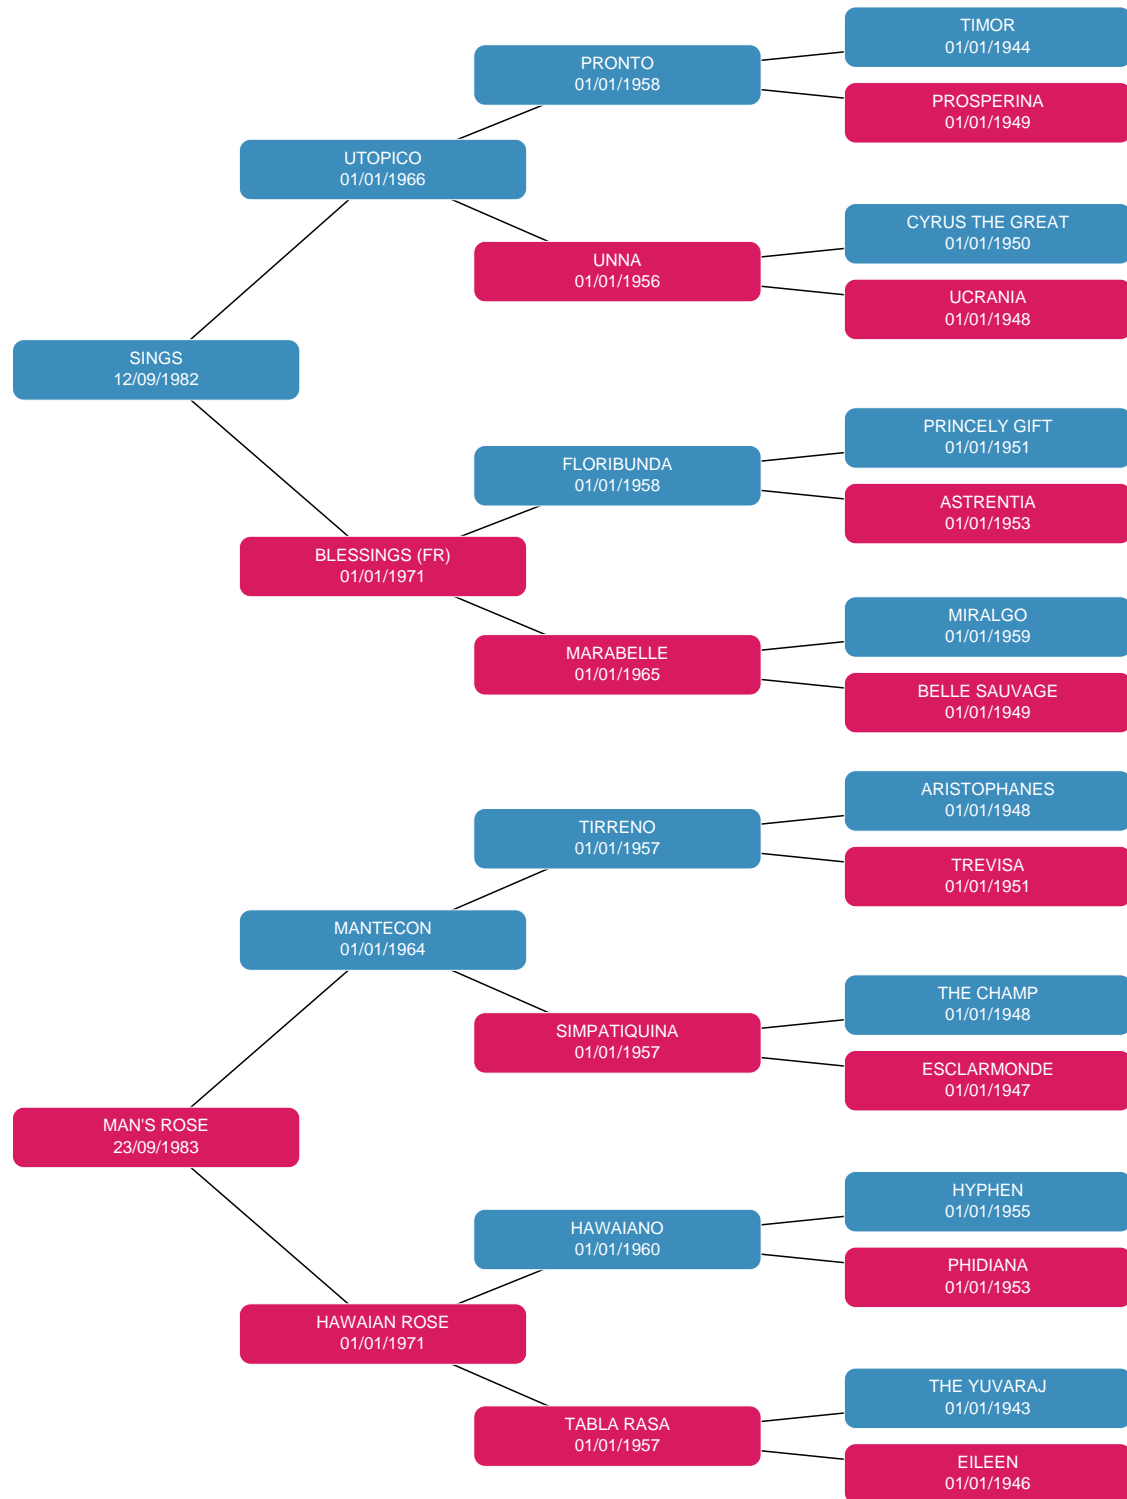 TIMOR
01/01/1944
PRONTO
01/01/1958
PROSPERINA
01/01/1949
UTOPICO
01/01/1966
CYRUS THE GREAT
01/01/1950
UNNA
01/01/1956
UCRANIA
01/01/1948
SINGS
12/09/1982
PRINCELY GIFT
01/01/1951
FLORIBUNDA
01/01/1958
ASTRENTIA
01/01/1953
BLESSINGS (FR)
01/01/1971
MIRALGO
01/01/1959
MARABELLE
01/01/1965
BELLE SAUVAGE
01/01/1949
ARISTOPHANES
01/01/1948
TIRRENO
01/01/1957
TREVISA
01/01/1951
MANTECON
01/01/1964
THE CHAMP
01/01/1948
SIMPATIQUINA
01/01/1957
ESCLARMONDE
01/01/1947
MAN'S ROSE
23/09/1983
HYPHEN
01/01/1955
HAWAIANO
01/01/1960
PHIDIANA
01/01/1953
HAWAIAN ROSE
01/01/1971
THE YUVARAJ
01/01/1943
TABLA RASA
01/01/1957
EILEEN
01/01/1946